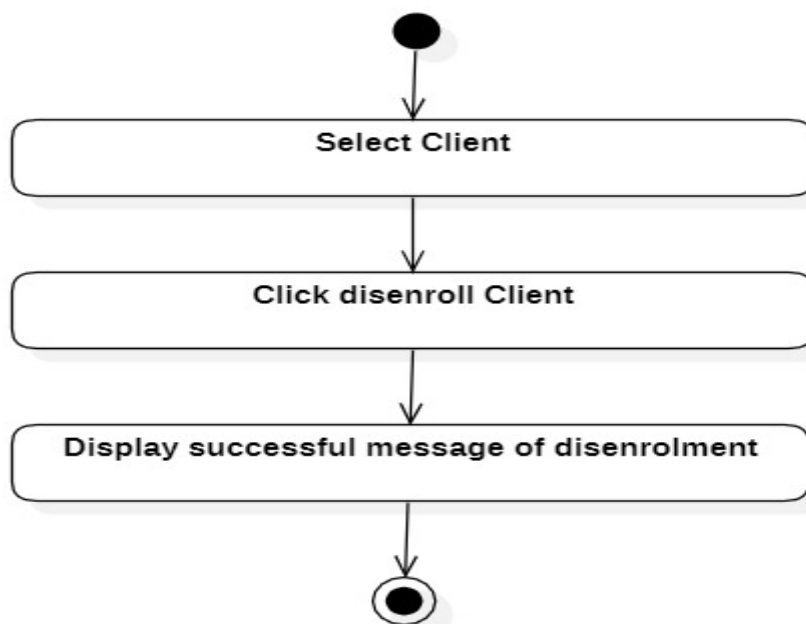 Select Client
Click disenroll Client
Display successful message of disenrolment